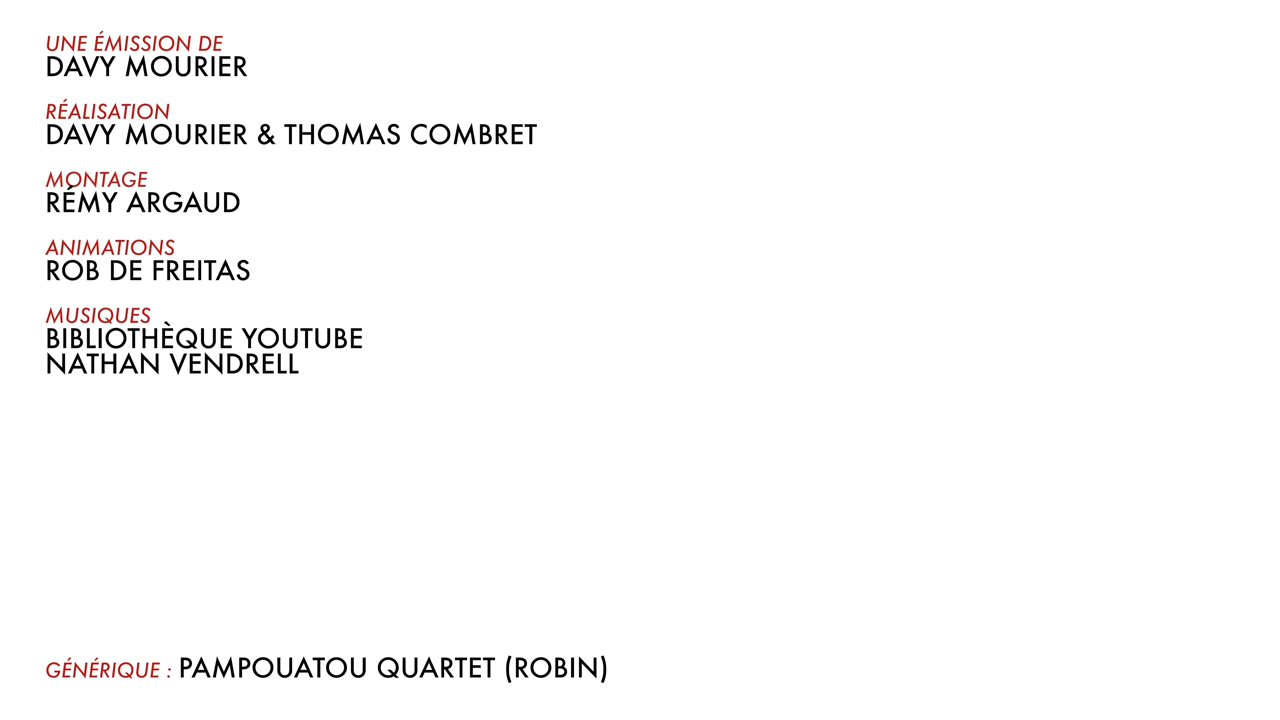 UNE ÉMISSION DE
DAVY MOURIER
RÉALISATION
DAVY MOURIER & THOMAS COMBRET
MONTAGE
RÉMY ARGAUD
ANIMATIONS
ROB DE FREITAS
MUSIQUES
BIBLIOTHÈQUE YOUTUBE
NATHAN VENDRELL
GÉNÉRIQUE : PAMPOUATOU QUARTET (ROBIN)